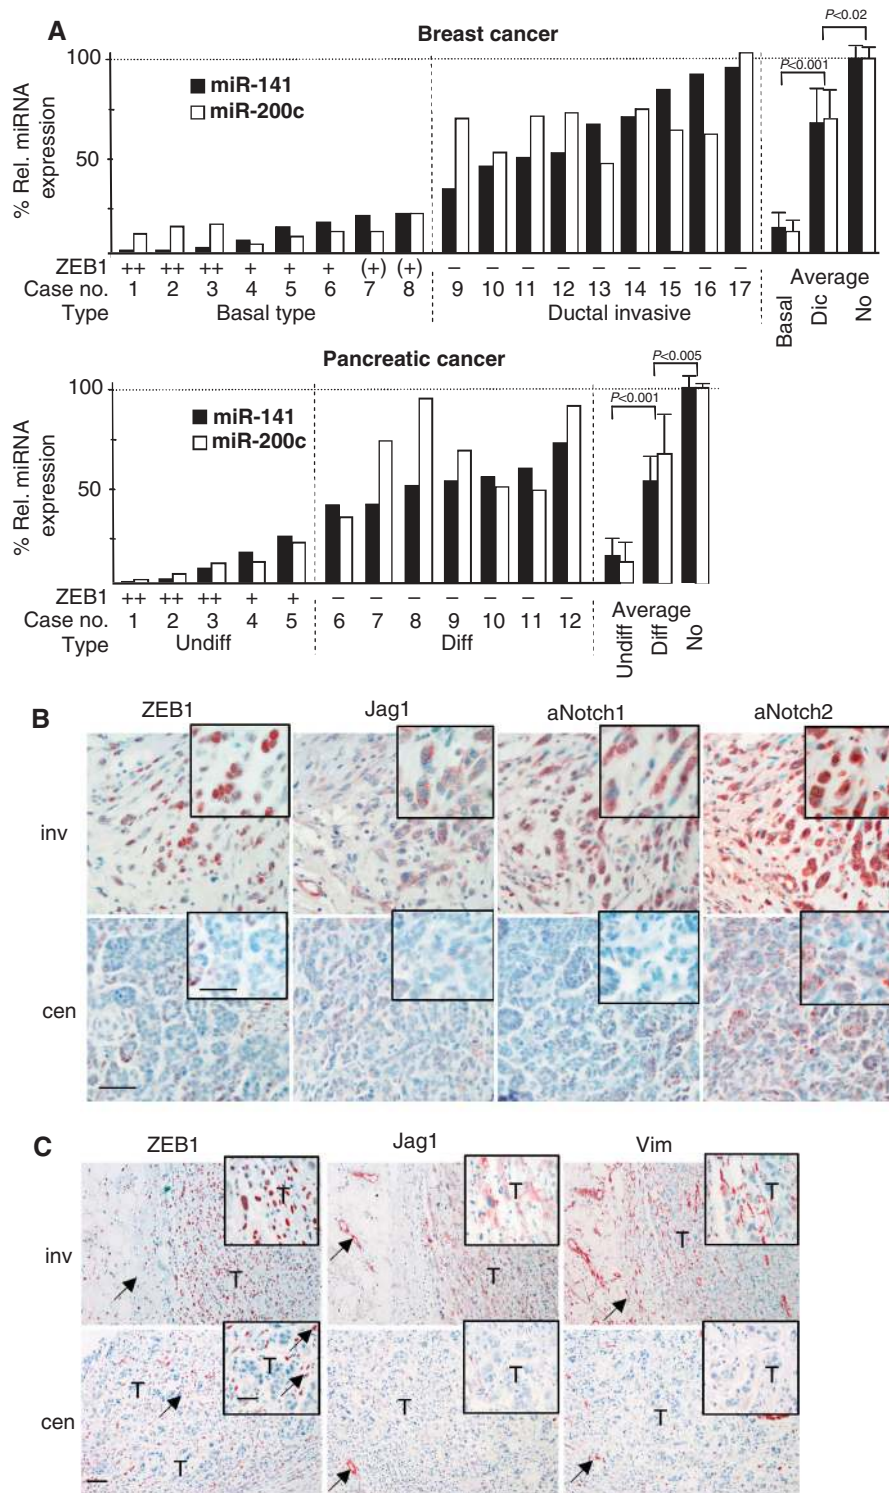 A
Breast cancer
P<0.02
P<0.001
100
50
% Rel. miRNA
expression
miR-141
miR-200c
ZEB1 ++ ++ ++ + + + (+) (+) – – – – – – – – –
Case no. 1 2 3 4 5 6 7 8 9 10 11 12 13 14 15 16 17
Type Basal type Ductal invasive
Average
Basal Dic No
Pancreatic cancer
P<0.005
P<0.001
100
50
% Rel. miRNA
expression
miR-141
miR-200c
ZEB1 ++ ++ ++ + + – – – – – – –
Case no. 1 2 3 4 5 6 7 8 9 10 11 12
Type Undiff Diff
Average
Undiff Diff No
B
ZEB1 Jag1 aNotch1 aNotch2
inv
cen
C
ZEB1 Jag1 Vim
inv
T T T
T T T
cen
T T T
T T T
T